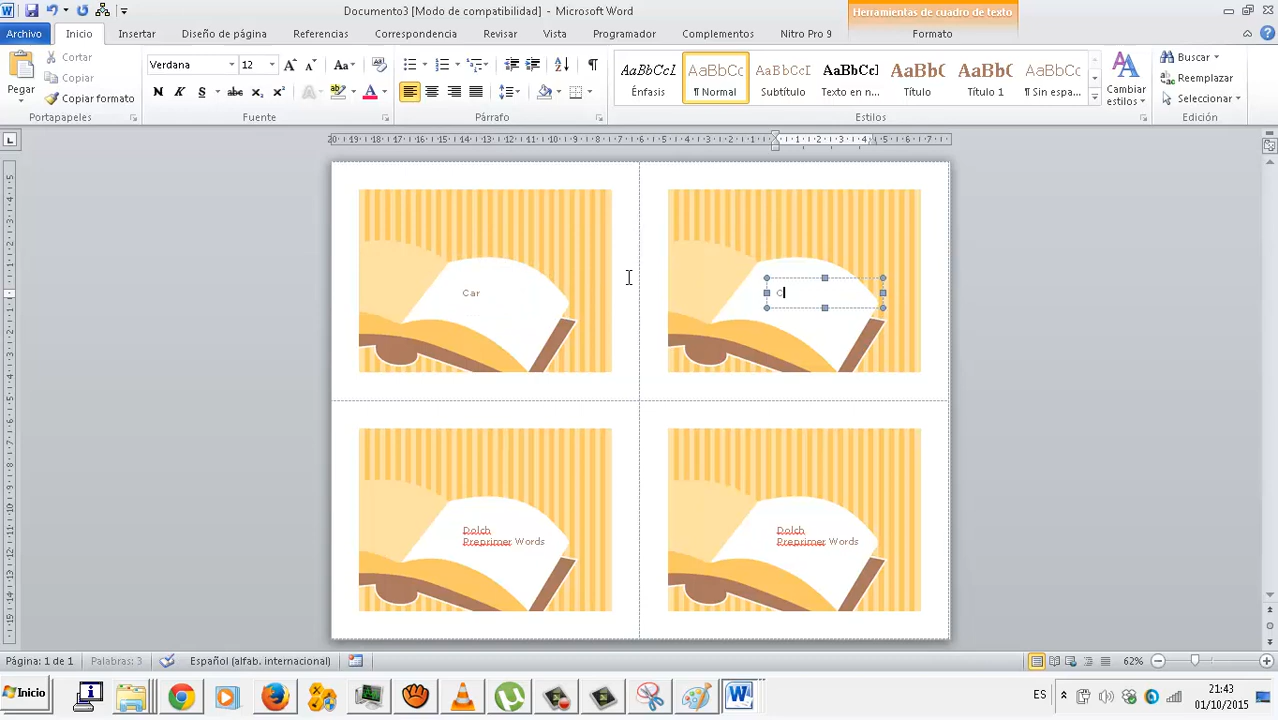 Documento3 [Modo de compatibilidad] - Microsoft Word
Herramientas de cuadro de texto
Archivo Inicio Insertar Diseño de página Referencias Correspondencia Revisar Vista Programador Complementos Nitro Pro 9 Formato
Pegar
Cortar
Copiar
Copiar formato
Portapapeles
Verdana 12
Fuente
Párrafo
AaBbCcI Énfasis
AaBbCc ¶ Normal
AaBbCcI Subtítulo
AaBbCcI Texto en n...
AaBb( Título
AaBbC Título 1
AaBbCc ¶ Sin espa...
Cambiar estilos
Estilos
Buscar
Reemplazar
Seleccionar
Edición
Car
C
Dolch
Preprimer Words
Dolch
Preprimer Words
Página: 1 de 1 Palabras: 3 Español (alfab. internacional) 62%
Inicio ES 21:43
01/10/2015